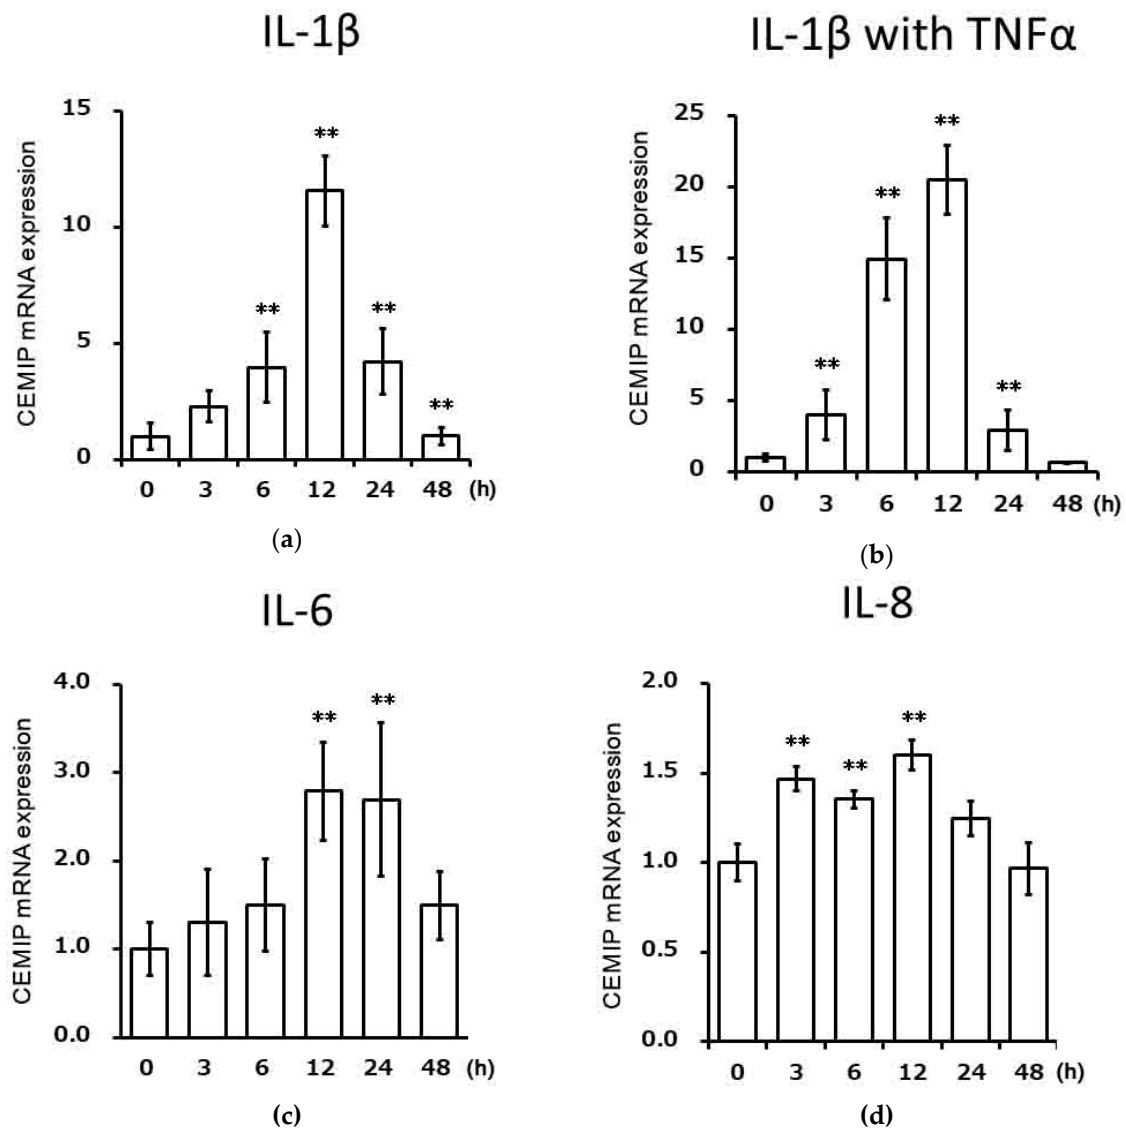 IL-1β
CEMIP mRNA expression
15
10
5
0
**
**
**
**
0 3 6 12 24 48 (h)
(a)
IL-1β with TNFα
CEMIP mRNA expression
25
20
15
10
5
0
**
**
**
**
0 3 6 12 24 48 (h)
(b)
IL-6
CEMIP mRNA expression
4.0
3.0
2.0
1.0
0.0
**
**
0 3 6 12 24 48 (h)
(c)
IL-8
CEMIP mRNA expression
2.0
1.5
1.0
0.5
0.0
**
**
**
0 3 6 12 24 48 (h)
(d)